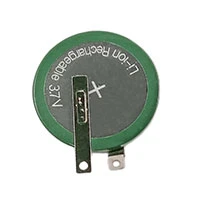 Li-ion Rechargeable 3.7V
+